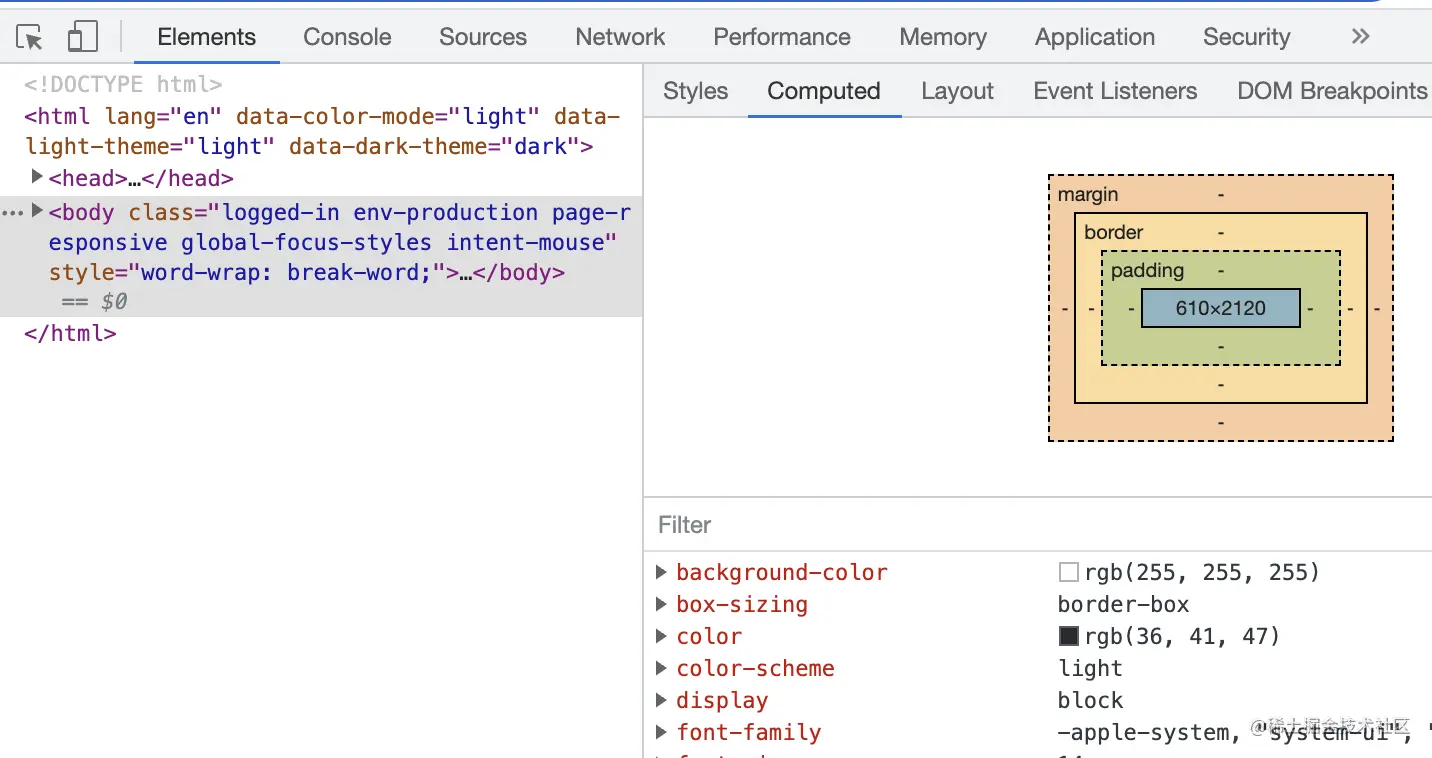 Elements Console Sources Network Performance Memory Application Security »
<!DOCTYPE html>
<html lang="en" data-color-mode="light" data-
light-theme="light" data-dark-theme="dark">
▶<head>…</head>
…▶<body class="logged-in env-production page-r
esponsive global-focus-styles intent-mouse"
style="word-wrap: break-word;">…</body>
== $0
</html>
Styles Computed Layout Event Listeners DOM Breakpoints
margin -
border -
padding -
- - - 610×2120 - - -
-
-
-
Filter
▶ background-color rgb(255, 255, 255)
▶ box-sizing border-box
▶ color rgb(36, 41, 47)
▶ color-scheme light
▶ display block
▶ font-family -apple-system, "system-ui", "
@稀土掘金技术社区